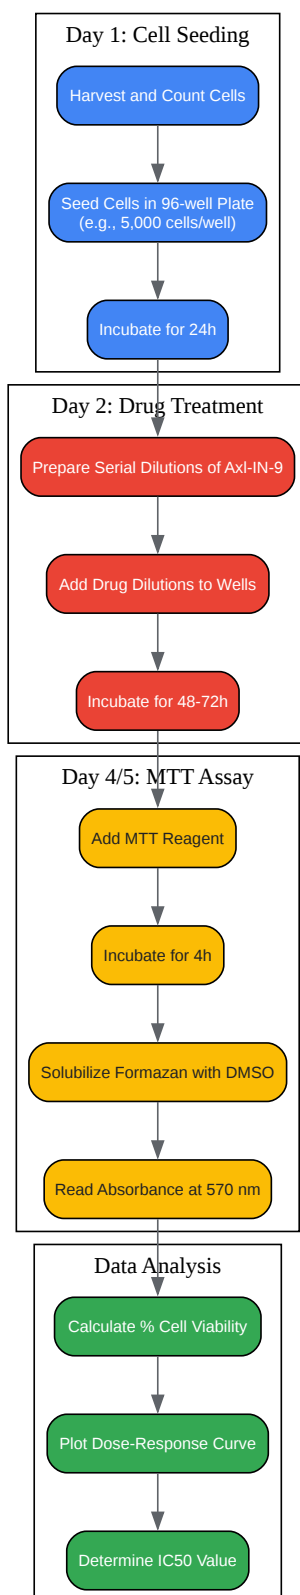 Day 1: Cell Seeding
Harvest and Count Cells
Seed Cells in 96-well Plate
(e.g., 5,000 cells/well)
Incubate for 24h
Day 2: Drug Treatment
Prepare Serial Dilutions of Axl-IN-9
Add Drug Dilutions to Wells
Incubate for 48-72h
Day 4/5: MTT Assay
Add MTT Reagent
Incubate for 4h
Solubilize Formazan with DMSO
Read Absorbance at 570 nm
Data Analysis
Calculate % Cell Viability
Plot Dose-Response Curve
Determine IC50 Value